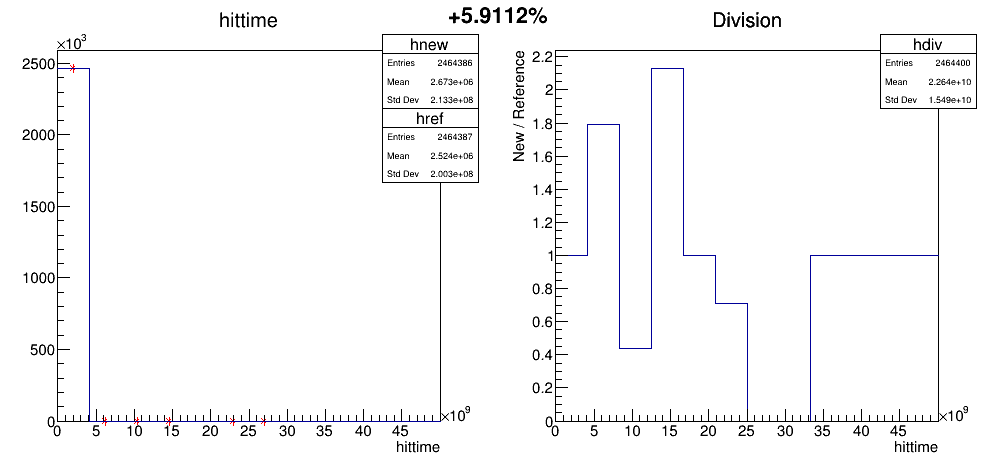 +5.9112%
hittime
×10³
hnew
Entries 2464386
Mean 2.673e+06
Std Dev 2.133e+08
href
Entries 2464387
Mean 2.524e+06
Std Dev 2.003e+08
2500
2000
1500
1000
500
0
0 5 10 15 20 25 30 35 40 45
×10⁹
hittime
Division
hdiv
Entries 2464400
Mean 2.264e+10
Std Dev 1.549e+10
New / Reference
2.2
2
1.8
1.6
1.4
1.2
1
0.8
0.6
0.4
0.2
0
0 5 10 15 20 25 30 35 40 45
×10⁹
hittime